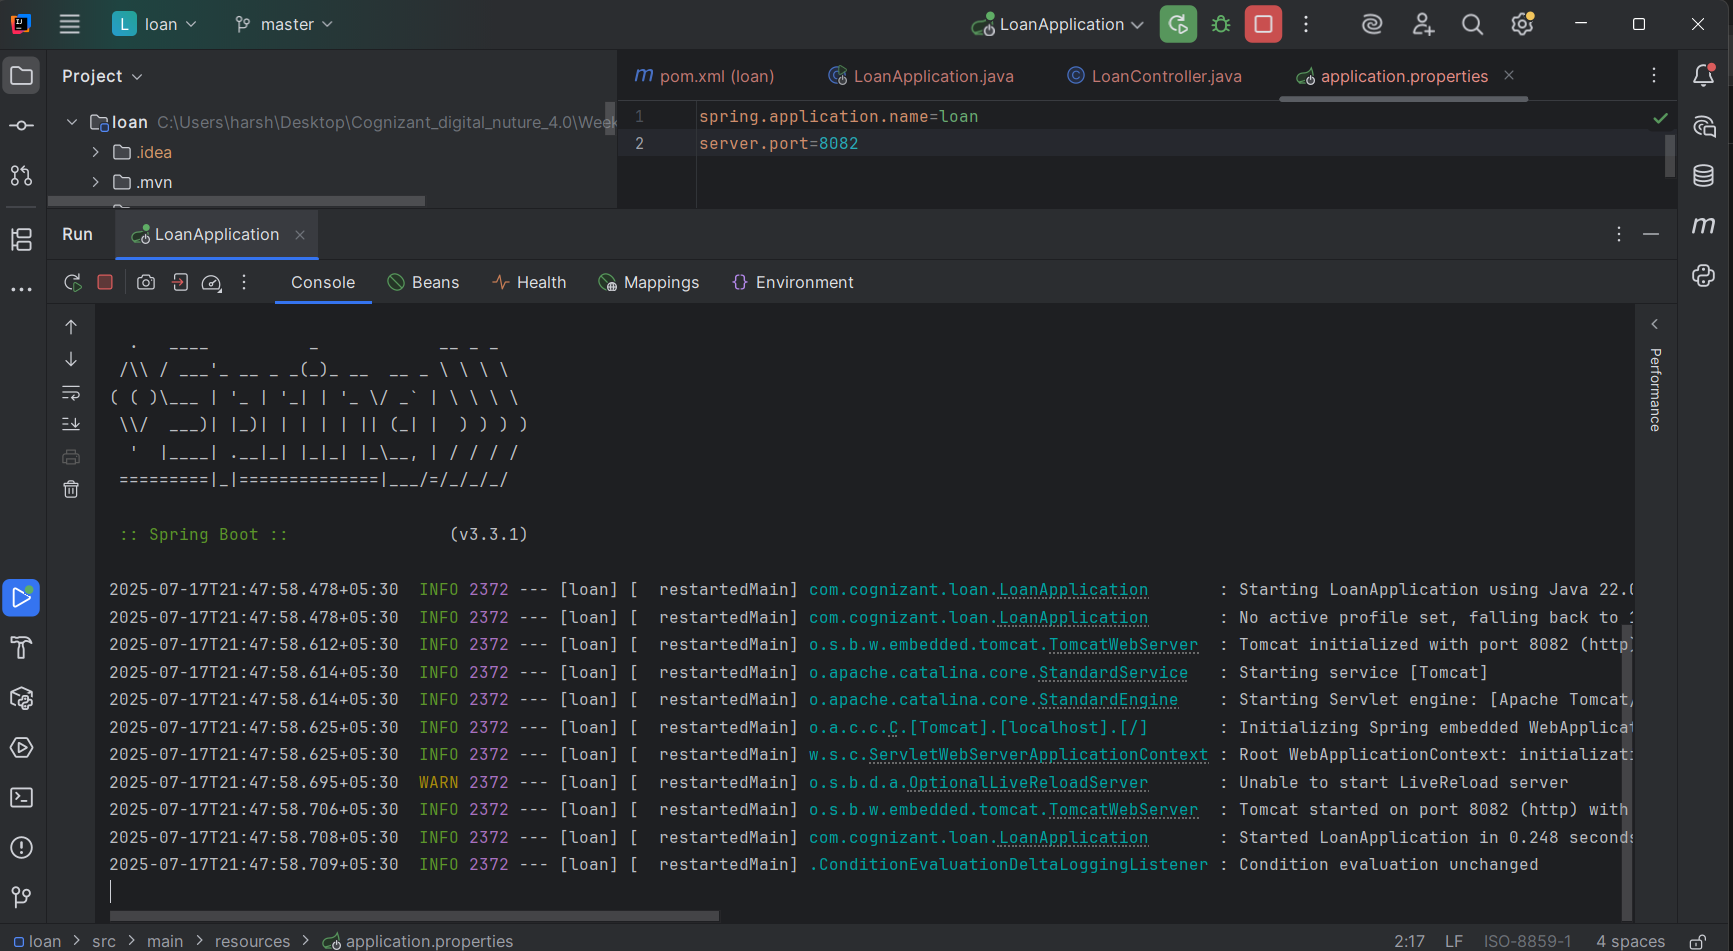 L loan master LoanApplication
Project
m pom.xml (loan) LoanApplication.java LoanController.java application.properties
loan C:\Users\harsh\Desktop\Cognizant_digital_nuture_4.0\Week
.idea
.mvn
1 spring.application.name=loan
2 server.port=8082
Run LoanApplication
Console Beans Health Mappings Environment
Performance
  .   ____          _            __ _ _
 /\\ / ___'_ __ _ _(_)_ __  __ _ \ \ \ \
( ( )\___ | '_ | '_| | '_ \/ _` | \ \ \ \
 \\/  ___)| |_)| | | | | || (_| |  ) ) ) )
  '  |____| .__|_| |_|_| |_\__, | / / / /
 =========|_|==============|___/=/_/_/_/
:: Spring Boot :: (v3.3.1)
2025-07-17T21:47:58.478+05:30 INFO 2372 --- [loan] [ restartedMain] com.cognizant.loan.LoanApplication : Starting LoanApplication using Java 22.0
2025-07-17T21:47:58.478+05:30 INFO 2372 --- [loan] [ restartedMain] com.cognizant.loan.LoanApplication : No active profile set, falling back to 1
2025-07-17T21:47:58.612+05:30 INFO 2372 --- [loan] [ restartedMain] o.s.b.w.embedded.tomcat.TomcatWebServer : Tomcat initialized with port 8082 (http)
2025-07-17T21:47:58.614+05:30 INFO 2372 --- [loan] [ restartedMain] o.apache.catalina.core.StandardService : Starting service [Tomcat]
2025-07-17T21:47:58.614+05:30 INFO 2372 --- [loan] [ restartedMain] o.apache.catalina.core.StandardEngine : Starting Servlet engine: [Apache Tomcat/
2025-07-17T21:47:58.625+05:30 INFO 2372 --- [loan] [ restartedMain] o.a.c.c.C.[Tomcat].[localhost].[/] : Initializing Spring embedded WebApplicat
2025-07-17T21:47:58.625+05:30 INFO 2372 --- [loan] [ restartedMain] w.s.c.ServletWebServerApplicationContext : Root WebApplicationContext: initializati
2025-07-17T21:47:58.695+05:30 WARN 2372 --- [loan] [ restartedMain] o.s.b.d.a.OptionalLiveReloadServer : Unable to start LiveReload server
2025-07-17T21:47:58.706+05:30 INFO 2372 --- [loan] [ restartedMain] o.s.b.w.embedded.tomcat.TomcatWebServer : Tomcat started on port 8082 (http) with
2025-07-17T21:47:58.708+05:30 INFO 2372 --- [loan] [ restartedMain] com.cognizant.loan.LoanApplication : Started LoanApplication in 0.248 seconds
2025-07-17T21:47:58.709+05:30 INFO 2372 --- [loan] [ restartedMain] .ConditionEvaluationDeltaLoggingListener : Condition evaluation unchanged
loan > src > main > resources > application.properties 2:17 LF ISO-8859-1 4 spaces